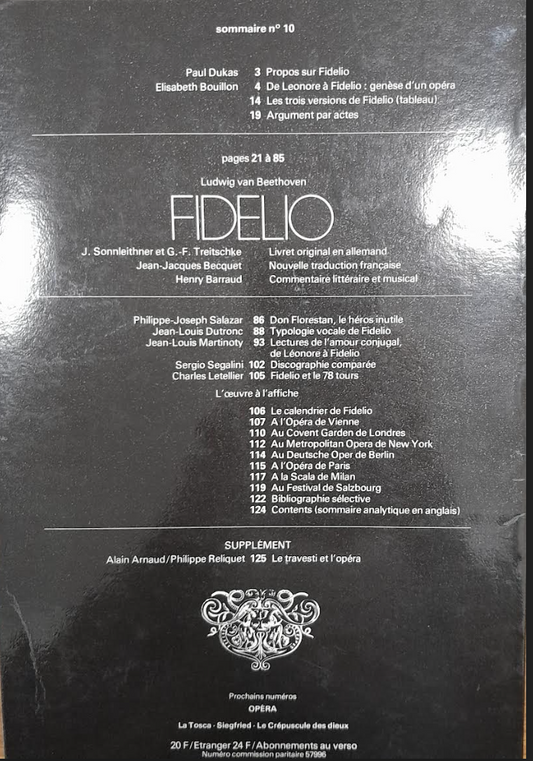 sommaire nº 10
Paul Dukas 3 Propos sur Fidelio
Elisabeth Bouillon 4 De Leonore à Fidelio : genèse d'un opéra
14 Les trois versions de Fidelio (tableau)
19 Argument par actes
pages 21 à 85
Ludwig van Beethoven
FIDELIO
J. Sonnleithner et G.-F. Treitschke Livret original en allemand
Jean-Jacques Becquet Nouvelle traduction française
Henry Barraud Commentaire littéraire et musical
Philippe-Joseph Salazar 86 Don Florestan, le héros inutile
Jean-Louis Dutronc 88 Typologie vocale de Fidelio
Jean-Louis Martinoty 93 Lectures de l'amour conjugal,
de Léonore à Fidelio
Sergio Segalini 102 Discographie comparée
Charles Letellier 105 Fidelio et le 78 tours
L'œuvre à l'affiche
106 Le calendrier de Fidelio
107 A l'Opéra de Vienne
110 Au Covent Garden de Londres
112 Au Metropolitan Opera de New York
114 Au Deutsche Oper de Berlin
115 A l'Opéra de Paris
117 A la Scala de Milan
119 Au Festival de Salzbourg
122 Bibliographie sélective
124 Contents (sommaire analytique en anglais)
SUPPLÉMENT
Alain Arnaud/Philippe Reliquet 125 Le travesti et l'opéra
Prochains numéros
OPÉRA
La Tosca · Siegfried · Le Crépuscule des dieux
20 F/Etranger 24 F/Abonnements au verso
Numéro commission paritaire 57996